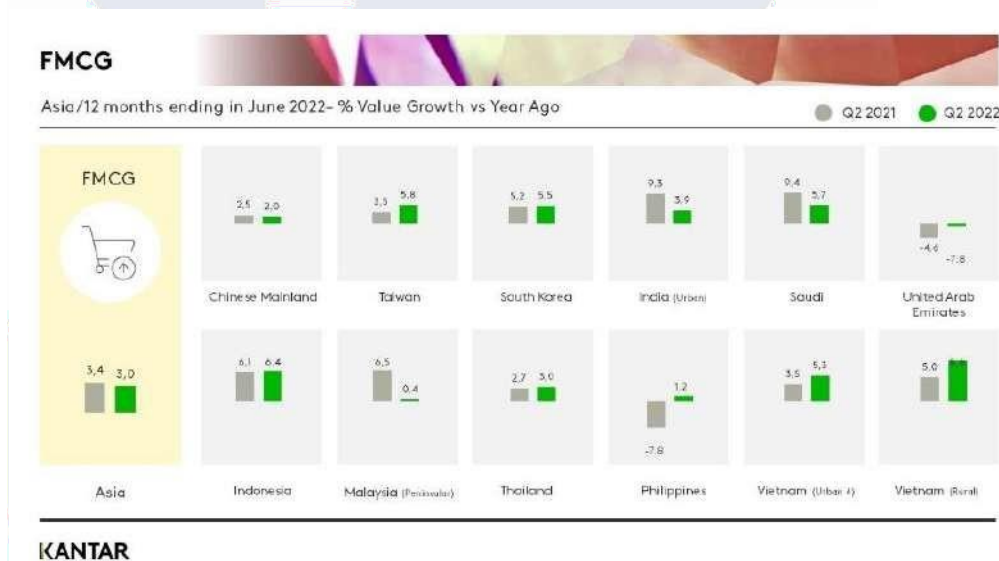 FMCG
Asia/12 months ending in June 2022- % Value Growth vs Year Ago
Q2 2021 Q2 2022
FMCG
2,5 2,0
5,8
5,2 5,5
9,3 3,9
9,4 5,7
-4,6 -7,8
Chinese Mainland
Taiwan
South Korea
India (Urban)
Saudi
United Arab
Emirates
3,4 3,0
6,1 6,4
6,5 0,4
2,7 3,0
-7,8 1,2
3,5 5,3
5,0
Asia
Indonesia
Malaysia (Peninsular)
Thailand
Philippines
Vietnam (Urban 4)
Vietnam (Rural)
KANTAR